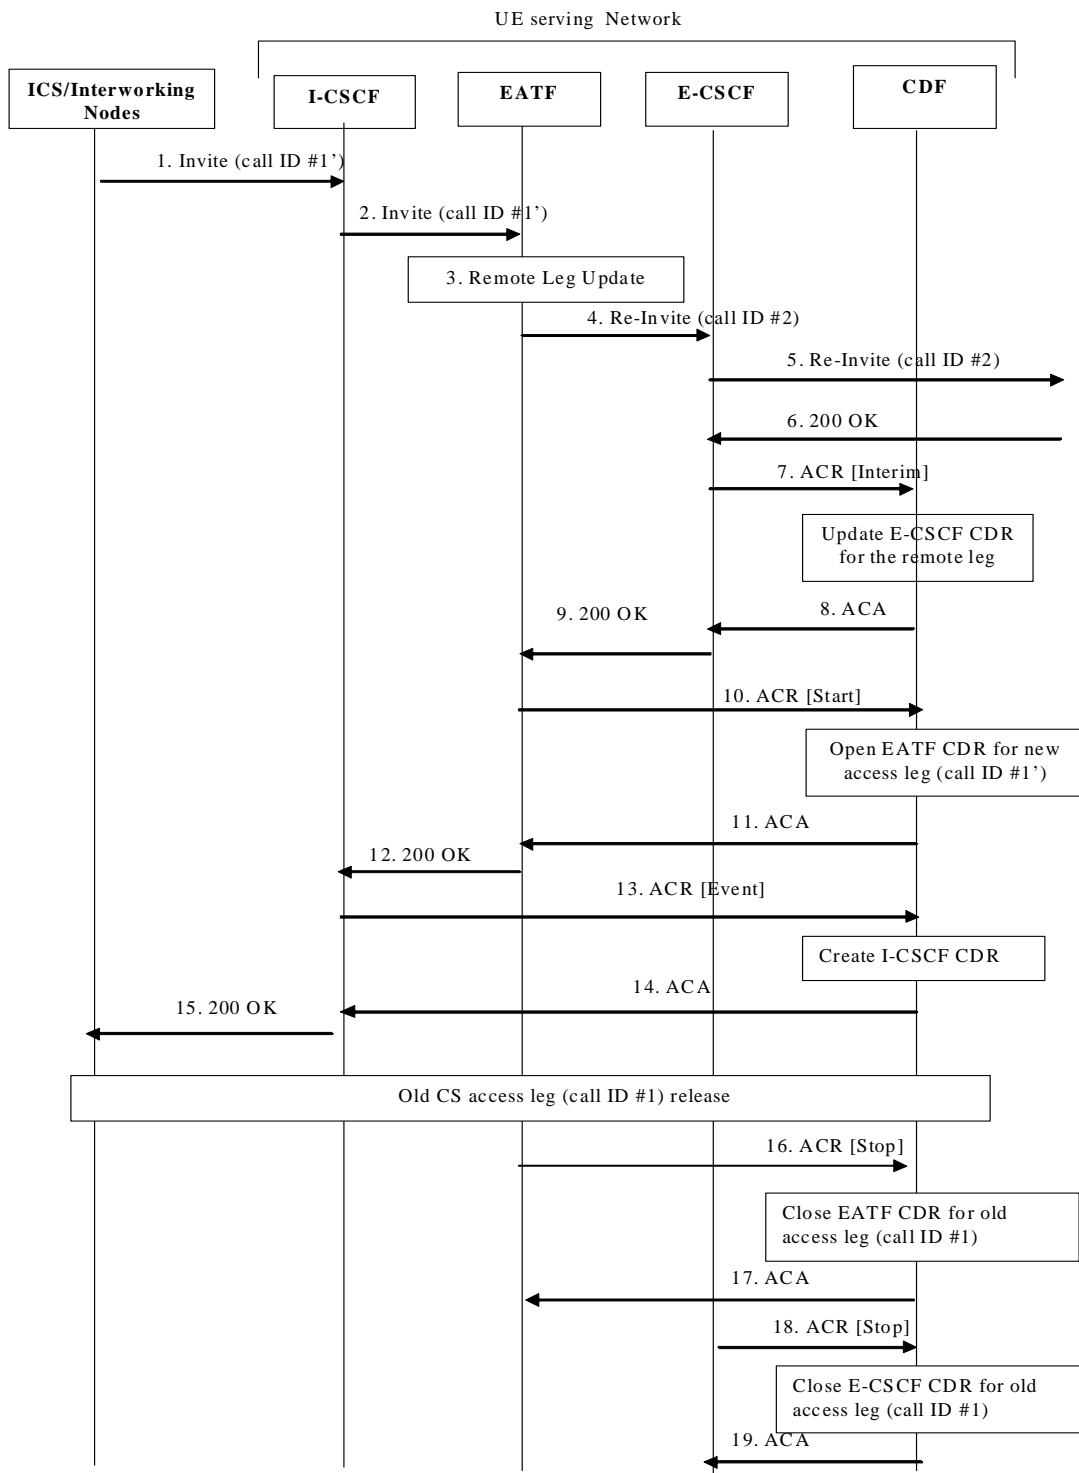 UE serving Network
ICS/Interworking
Nodes
I-CSCF
EATF
E-CSCF
CDF
1. Invite (call ID #1’)
2. Invite (call ID #1’)
3. Remote Leg Update
4. Re-Invite (call ID #2)
5. Re-Invite (call ID #2)
6. 200 OK
7. ACR [Interim]
Update E-CSCF CDR
for the remote leg
8. ACA
9. 200 OK
10. ACR [Start]
Open EATF CDR for new
access leg (call ID #1’)
11. ACA
12. 200 OK
13. ACR [Event]
Create I-CSCF CDR
14. ACA
15. 200 OK
Old CS access leg (call ID #1) release
16. ACR [Stop]
Close EATF CDR for old
access leg (call ID #1)
17. ACA
18. ACR [Stop]
Close E-CSCF CDR for old
access leg (call ID #1)
19. ACA